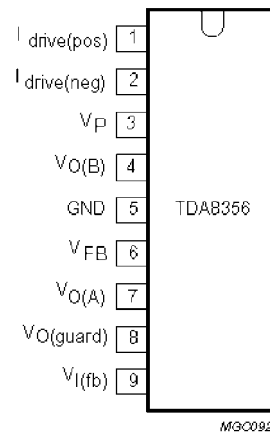 I drive(pos) 1
I drive(neg) 2
VP 3
VO(B) 4
GND 5 TDA8356
VFB 6
VO(A) 7
VO(guard) 8
VI(fb) 9
MGC092